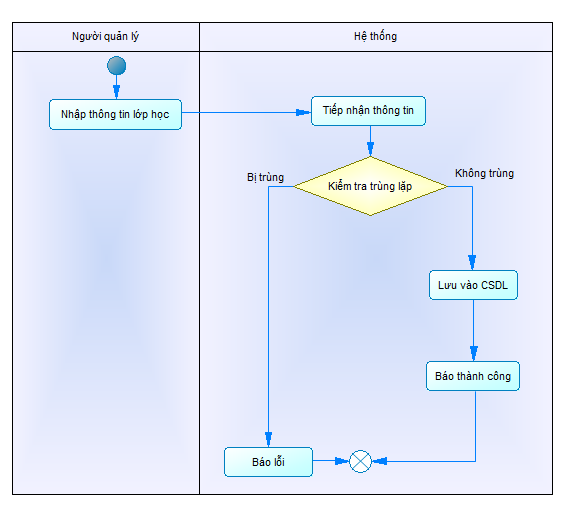 Người quản lý
Hệ thống
Nhập thông tin lớp học
Tiếp nhận thông tin
Kiểm tra trùng lặp
Bị trùng
Không trùng
Lưu vào CSDL
Báo thành công
Báo lỗi